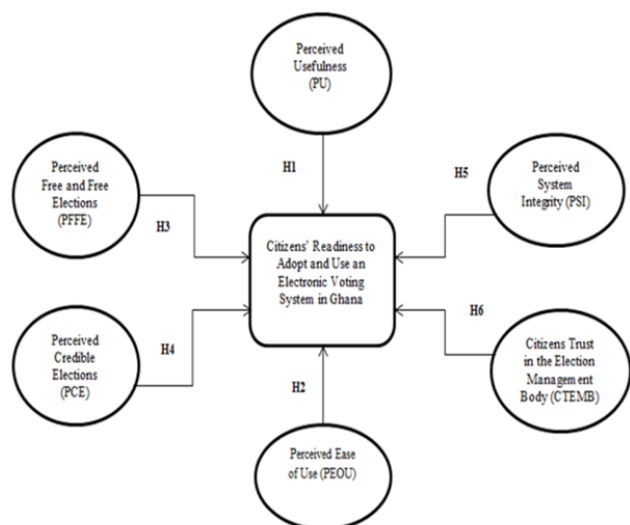 Perceived
Usefulness
(PU)
H1
H5
Perceived
Free and Free
Elections
(PFFE)
H3
Perceived
System
Integrity (PSI)
Citizens' Readiness to
Adopt and Use an
Electronic Voting
System in Ghana
H4
H6
Perceived
Credible
Elections
(PCE)
Citizens Trust
in the Election
Management
Body (CTEMB)
H2
Perceived Ease
of Use (PEOU)